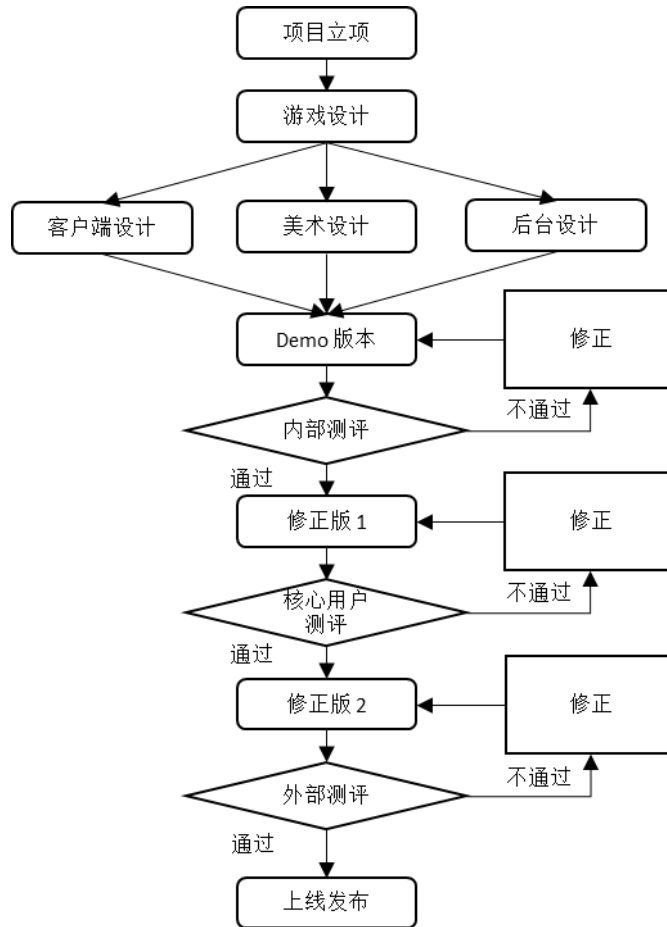 项目立项
游戏设计
客户端设计
美术设计
后台设计
Demo 版本
修正
不通过
内部测评
通过
修正版 1
修正
不通过
核心用户
测评
通过
修正版 2
修正
不通过
外部测评
通过
上线发布